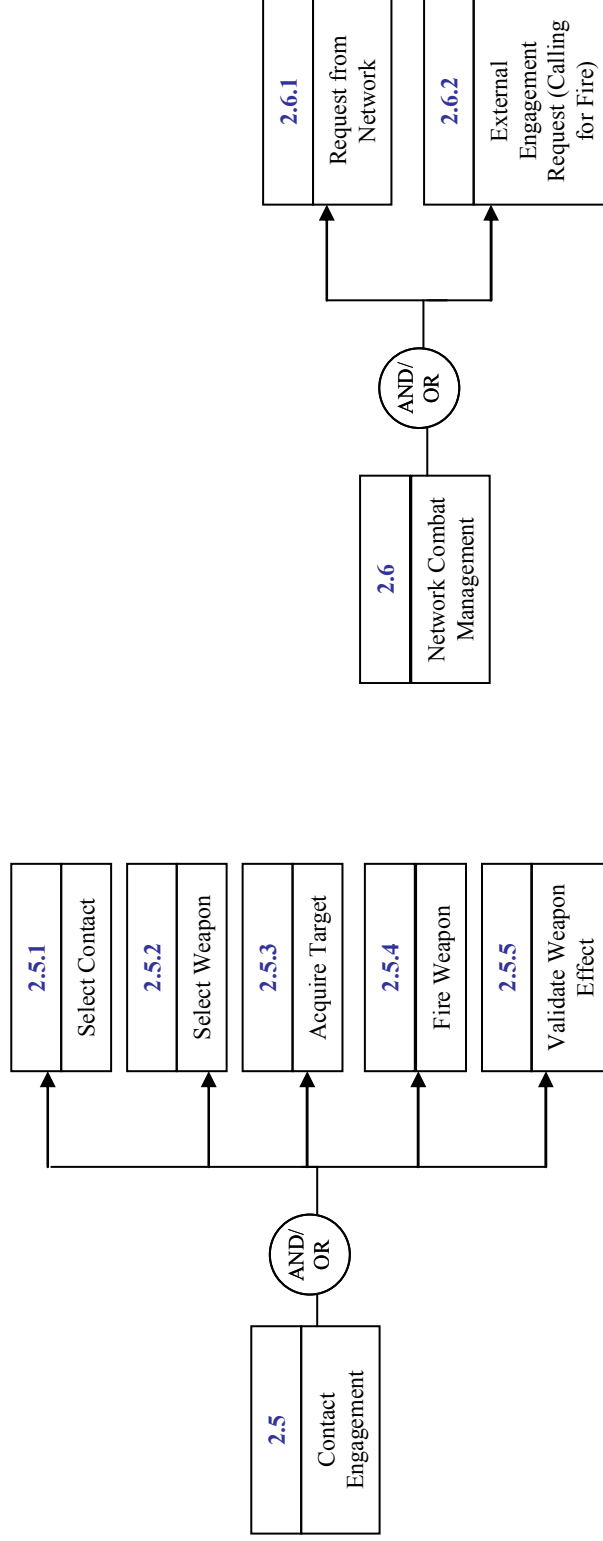 2.5
Contact
Engagement
AND/
OR
2.5.1
Select Contact
2.5.2
Select Weapon
2.5.3
Acquire Target
2.5.4
Fire Weapon
2.5.5
Validate Weapon
Effect
2.6
Network Combat
Management
AND/
OR
2.6.1
Request from
Network
2.6.2
External
Engagement
Request (Calling
for Fire)